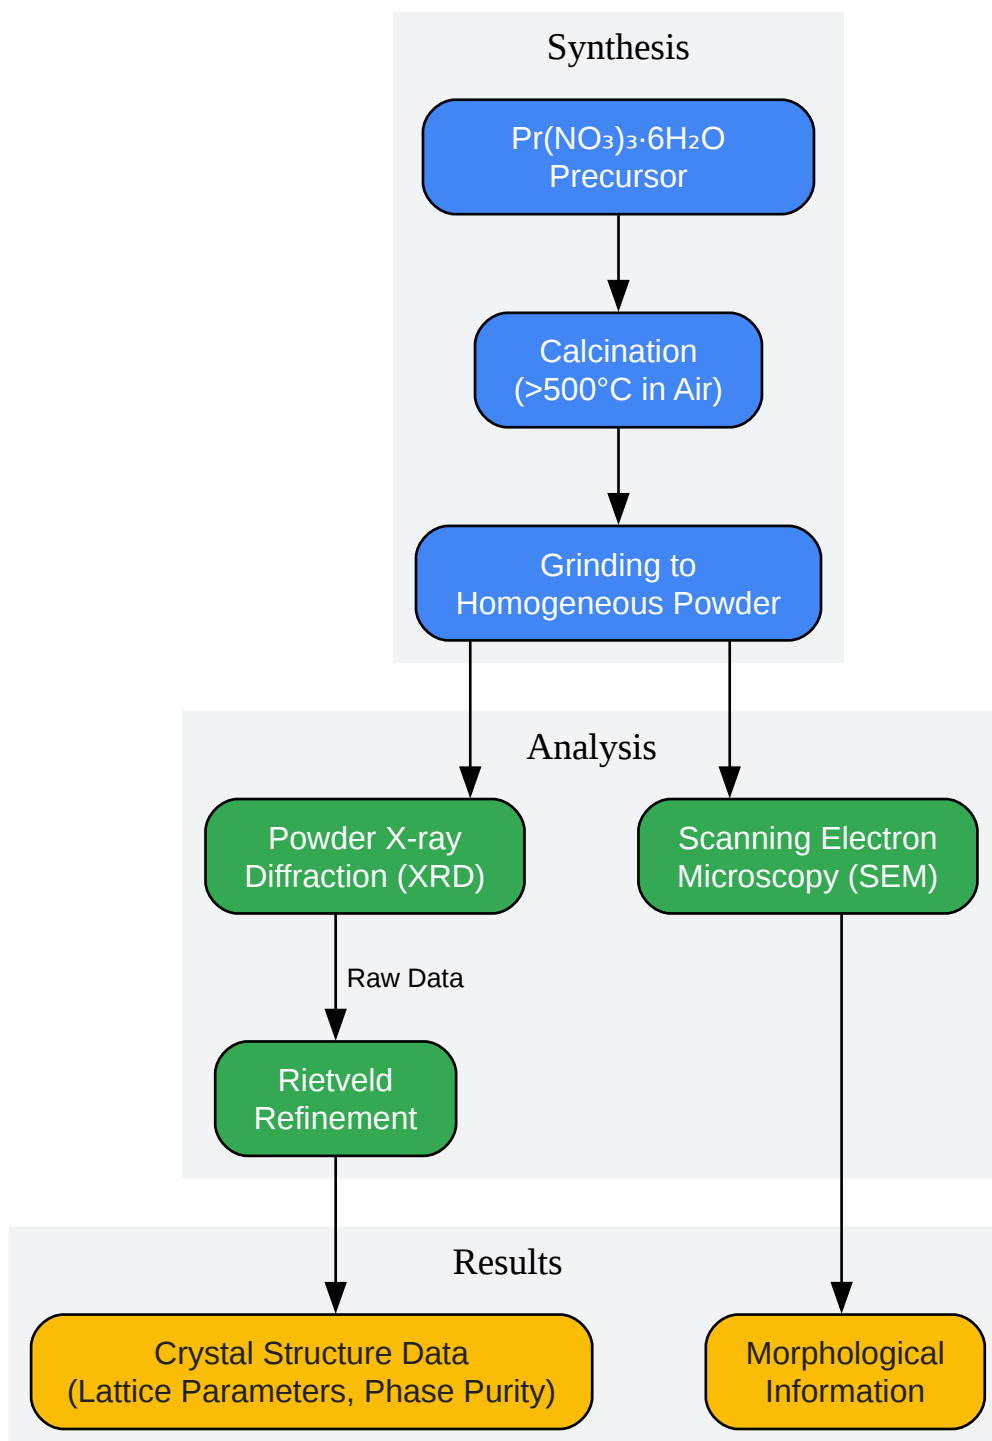 Synthesis
Pr(NO₃)₃·6H₂O
Precursor
Calcination
(>500°C in Air)
Grinding to
Homogeneous Powder
Analysis
Powder X-ray
Diffraction (XRD)
Scanning Electron
Microscopy (SEM)
Raw Data
Rietveld
Refinement
Results
Crystal Structure Data
(Lattice Parameters, Phase Purity)
Morphological
Information